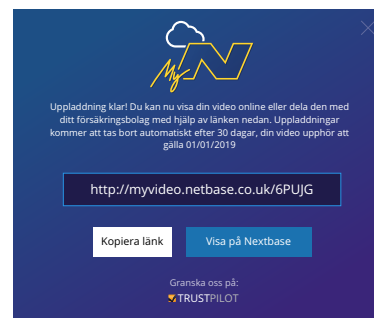 My N
Uppladdning klar! Du kan nu visa din video online eller dela den med
ditt försäkringsbolag med hjälp av länken nedan. Uppladdningar
kommer att tas bort automatiskt efter 30 dagar, din video upphör att
gälla 01/01/2019
http://myvideo.netbase.co.uk/6PUJG
Kopiera länk
Visa på Nextbase
Granska oss på:
TRUSTPILOT